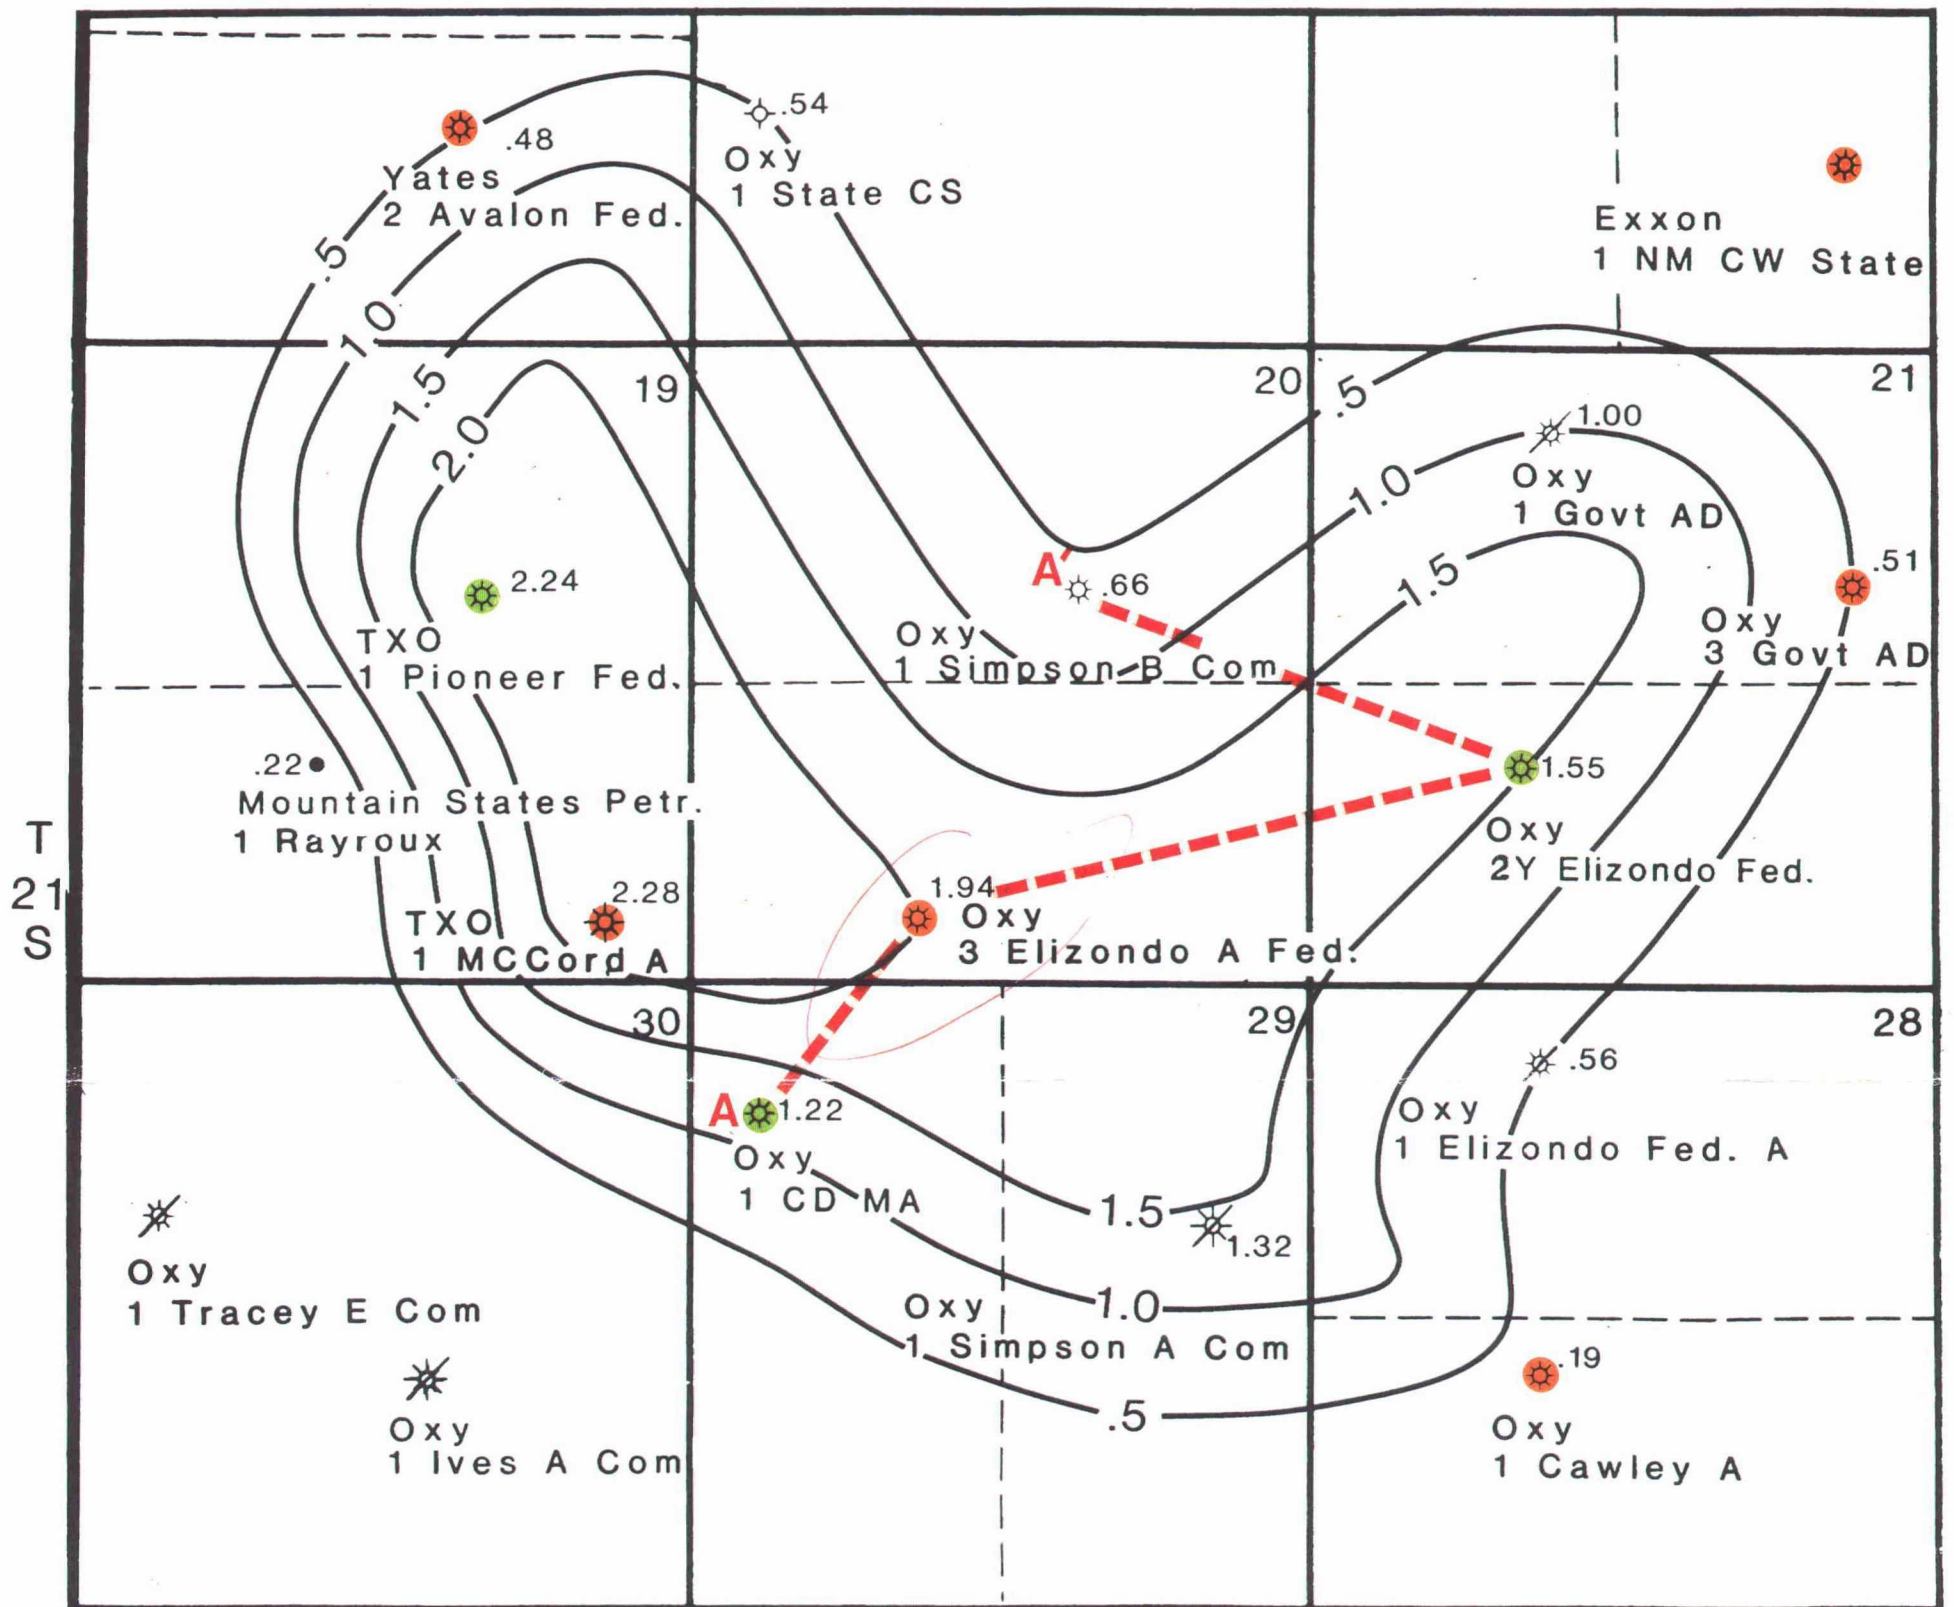 .54
.48
Oxy
1 State CS
Yates
2 Avalon Fed.
Exxon
1 NM CW State
.5
1.0
19
20
21
1.5
.5
1.00
2.0
1.0
Oxy
1 Govt AD
A'
.66
2.24
1.5
.51
TXO
1 Pioneer Fed.
Oxy
1 Simpson B Com
Oxy
3 Govt AD
.22
1.55
Mountain States Petr.
1 Rayroux
Oxy
2Y Elizondo Fed.
T
21
S
2.28
1.94
TXO
1 MCCord A
Oxy
3 Elizondo A Fed.
30
29
28
.56
A
1.22
Oxy
1 Elizondo Fed. A
Oxy
1 CD MA
1.5
1.32
Oxy
1 Tracey E Com
Oxy
1 Simpson A Com
1.0
.19
.5
Oxy
1 Ives A Com
Oxy
1 Cawley A